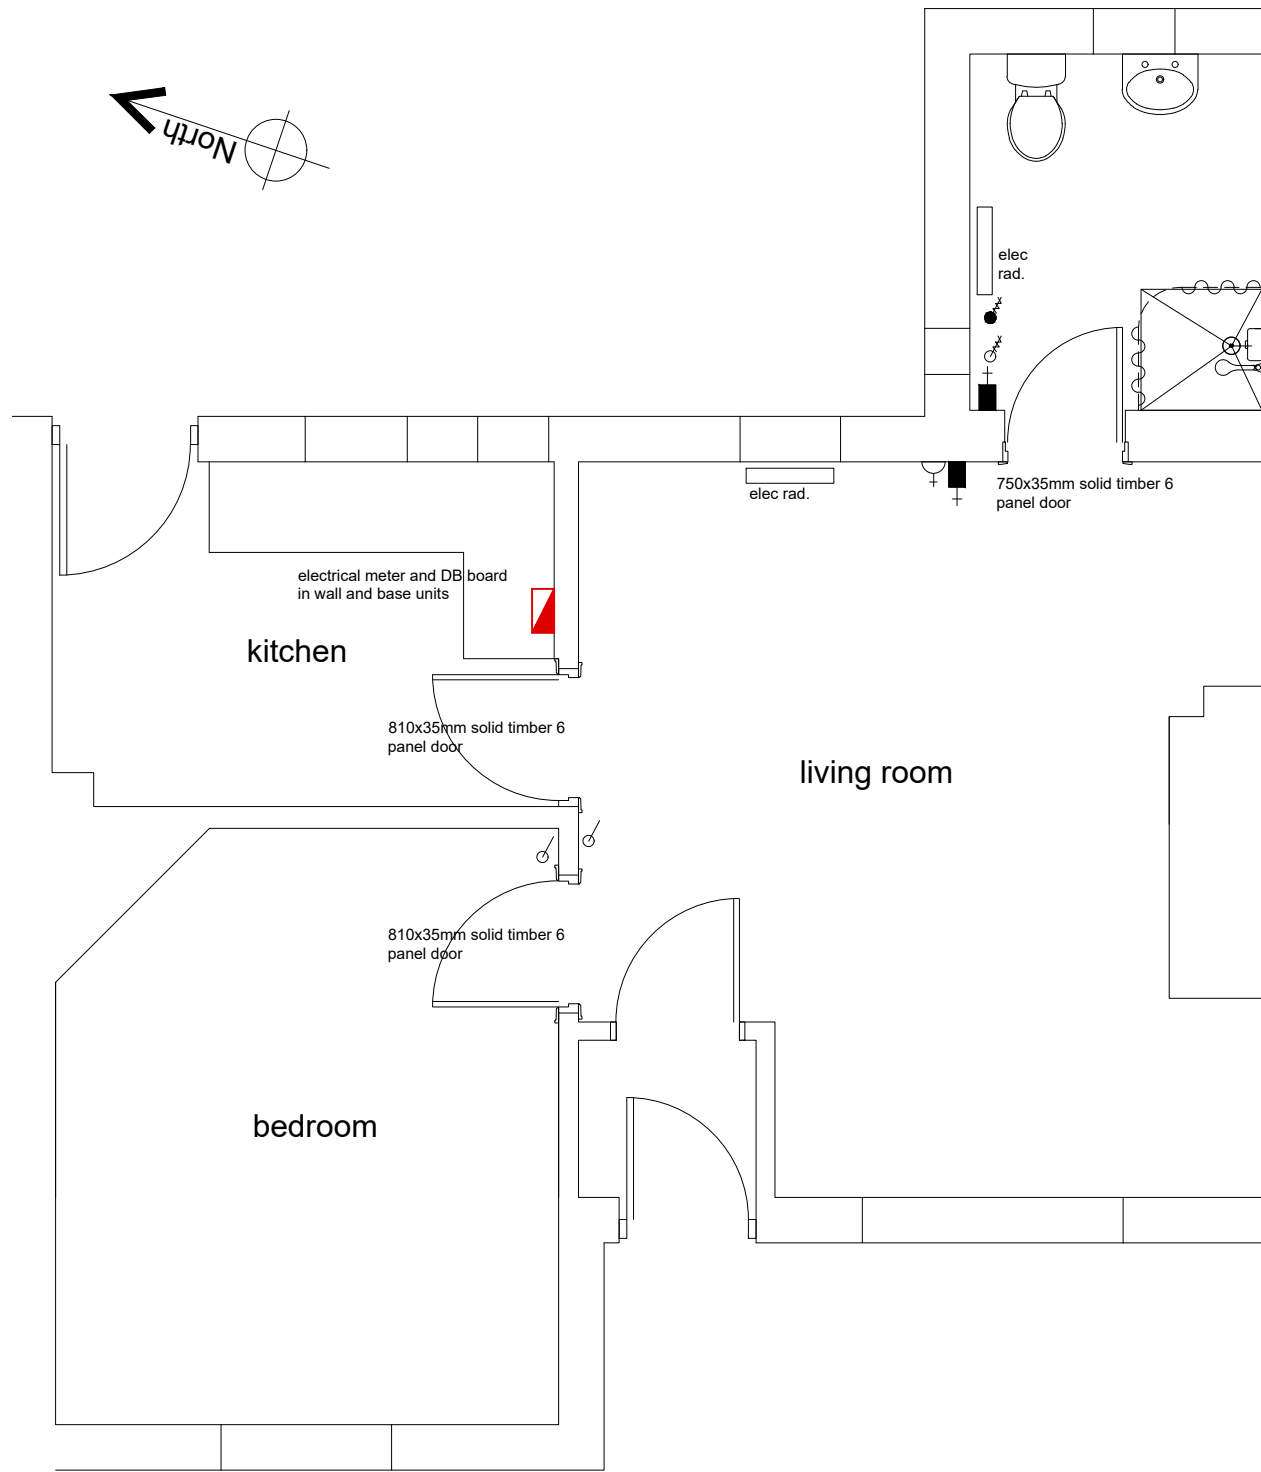 North
elec
rad.
elec rad.
750x35mm solid timber 6
panel door
electrical meter and DB board
in wall and base units
kitchen
810x35mm solid timber 6
panel door
living room
810x35mm solid timber 6
panel door
bedroom